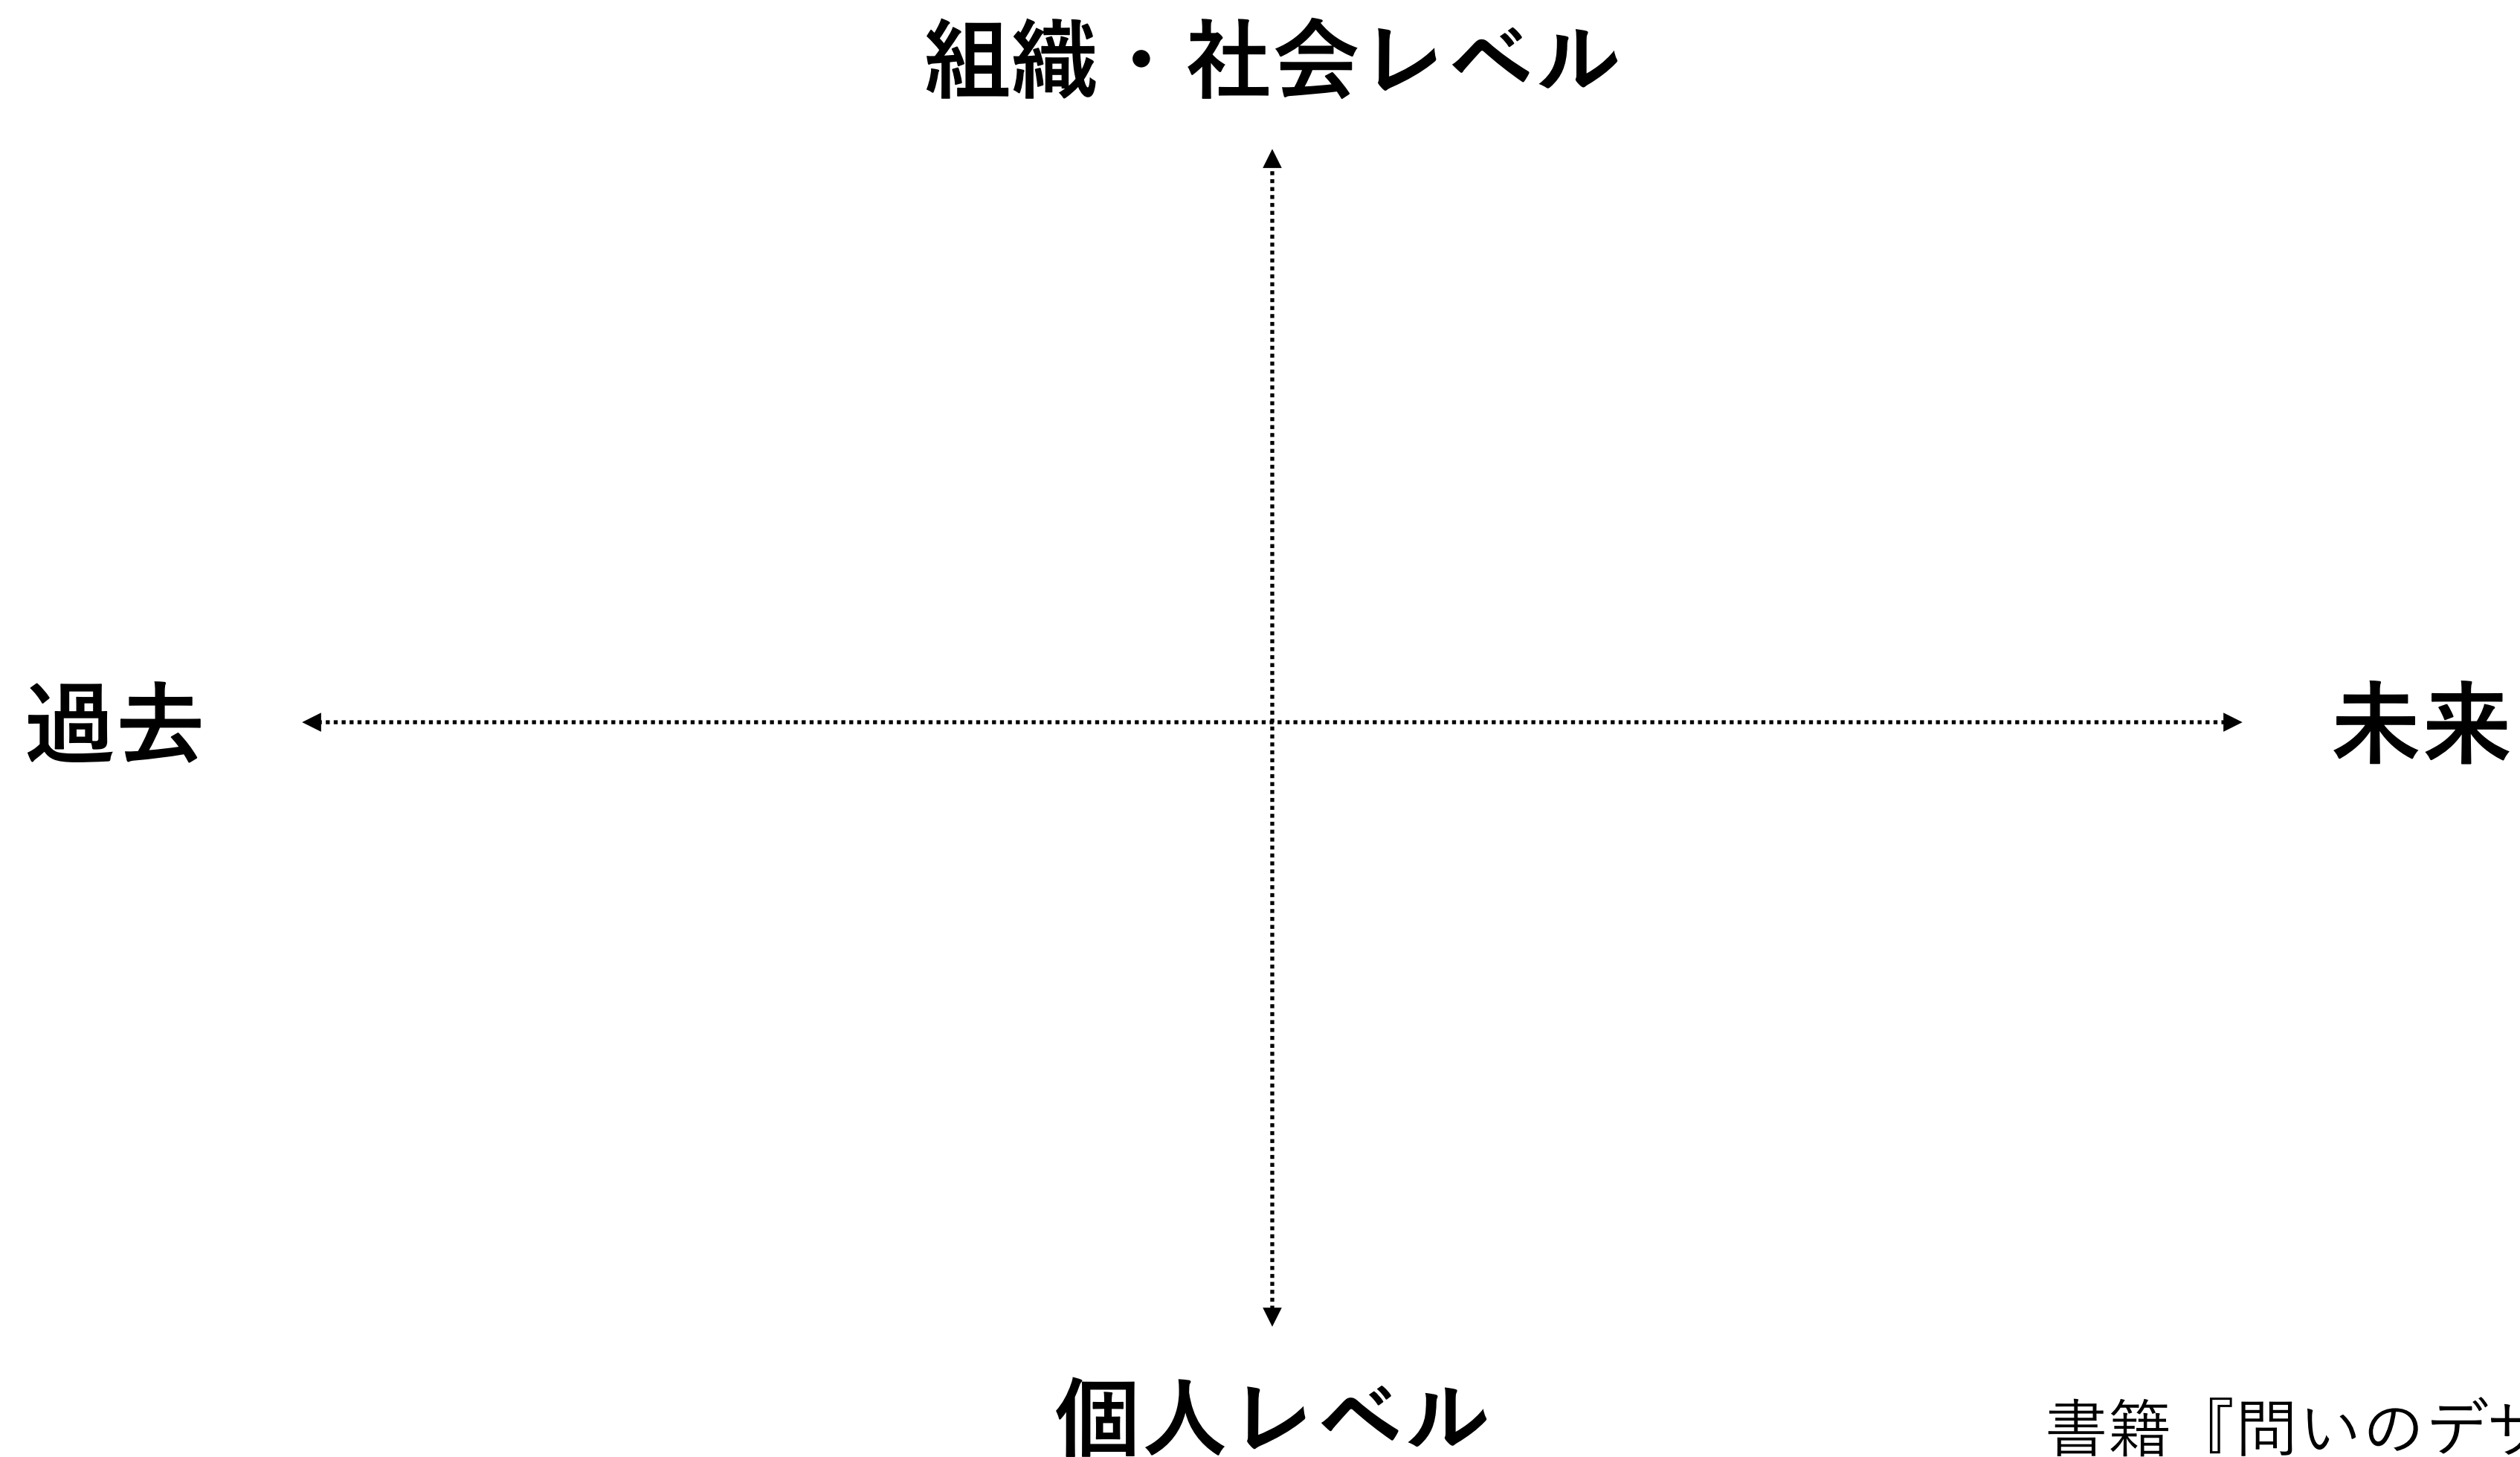 組織・社会レベル
過去
未来
個人レベル
書籍『問いのデ